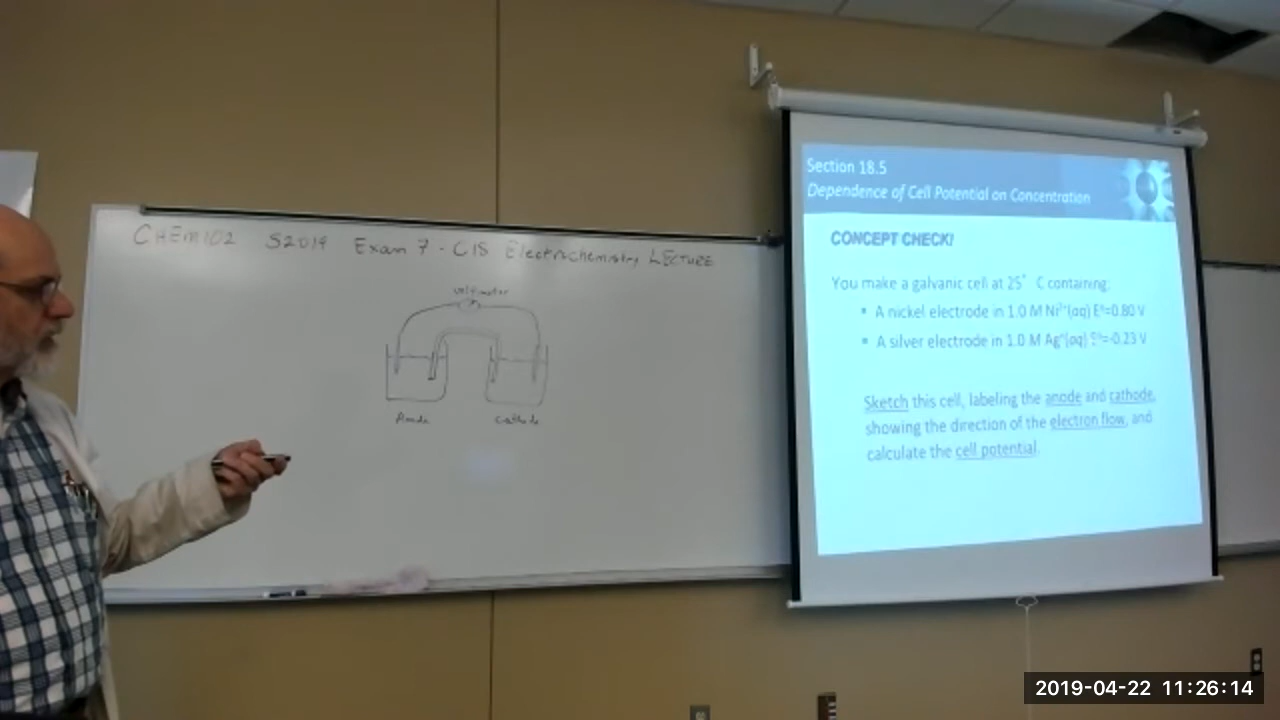 CHEM102 S2019 Exam 7 - C18 Electrochemistry LECTURE
voltmeter
Anode
Cathode
Section 18.5
Dependence of Cell Potential on Concentration
CONCEPT CHECK!
You make a galvanic cell at 25° C containing:
▪ A nickel electrode in 1.0 M Ni²⁺(aq) E°=0.80 V
▪ A silver electrode in 1.0 M Ag⁺(aq) E°=-0.23 V
Sketch this cell, labeling the anode and cathode,
showing the direction of the electron flow, and
calculate the cell potential.
2019-04-22 11:26:14